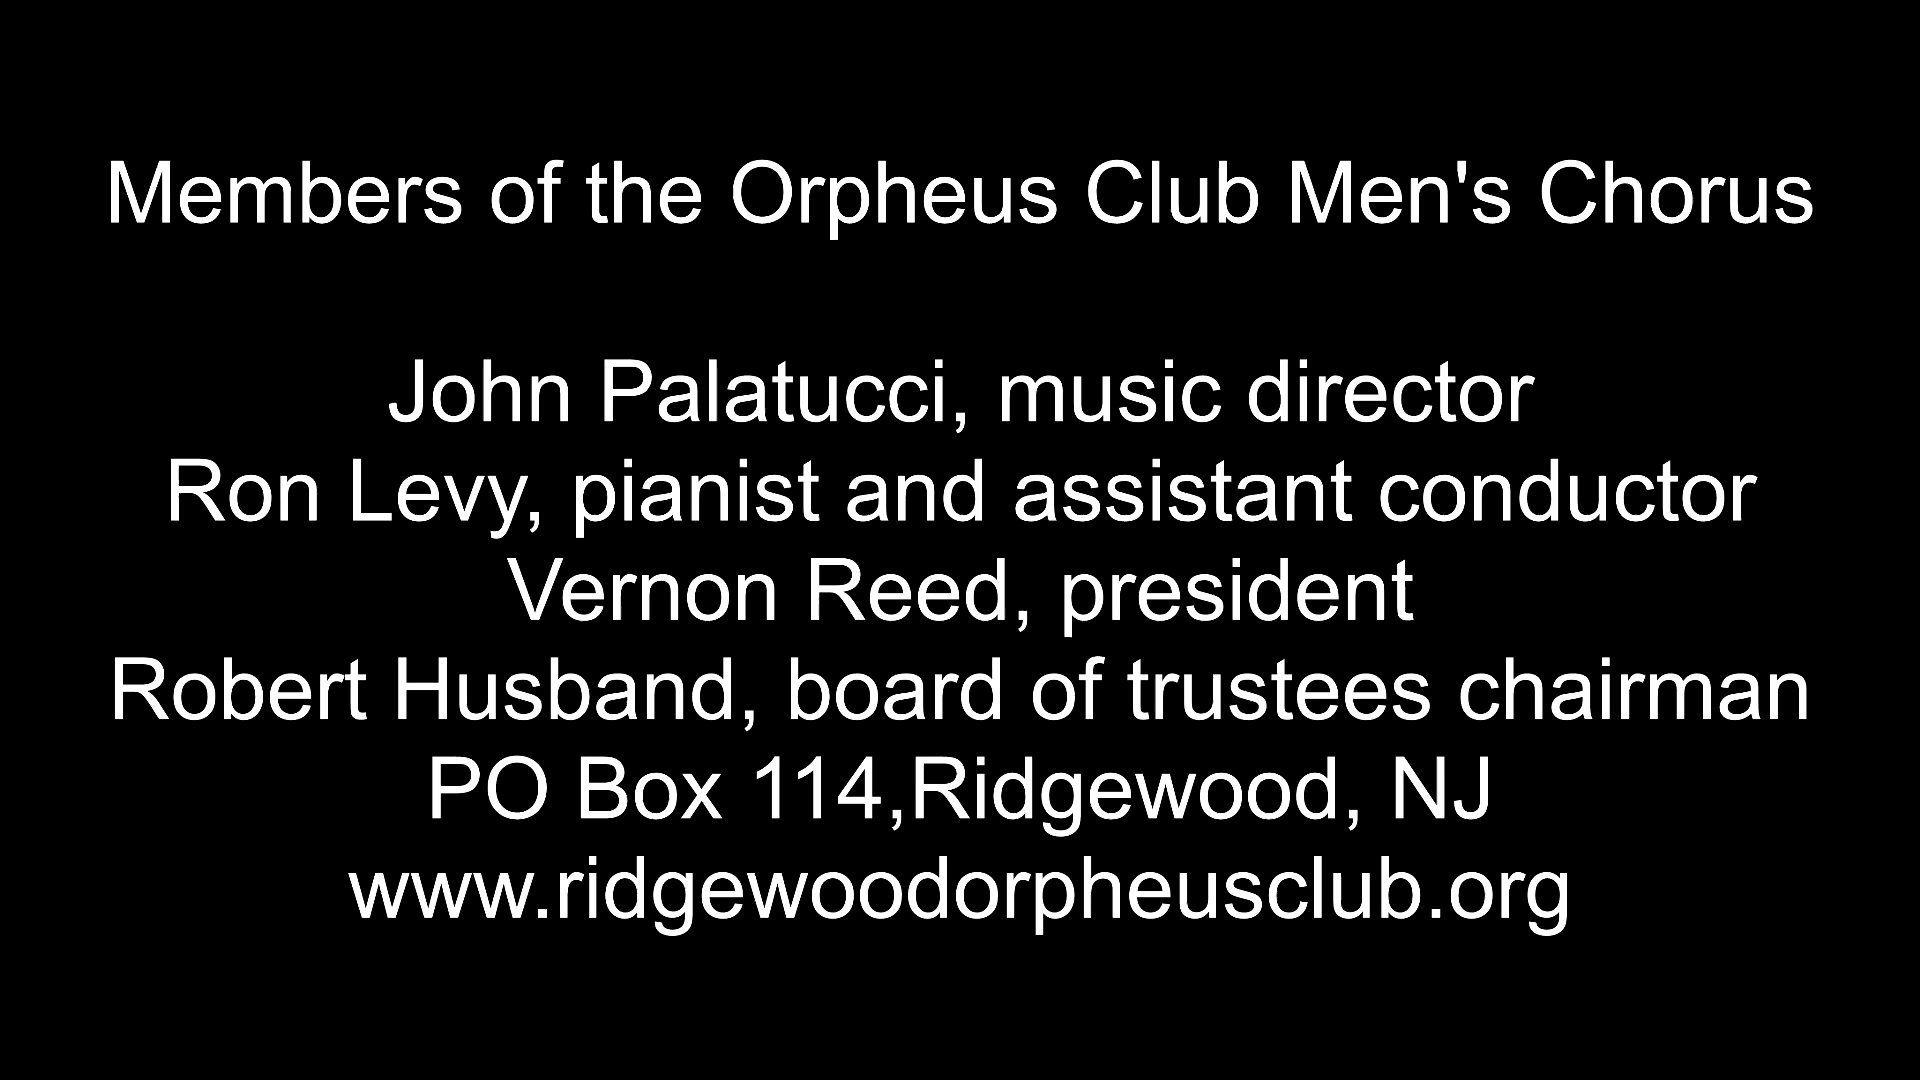 Members of the Orpheus Club Men's Chorus
John Palatucci, music director
Ron Levy, pianist and assistant conductor
Vernon Reed, president
Robert Husband, board of trustees chairman
PO Box 114,Ridgewood, NJ
www.ridgewoodorpheusclub.org